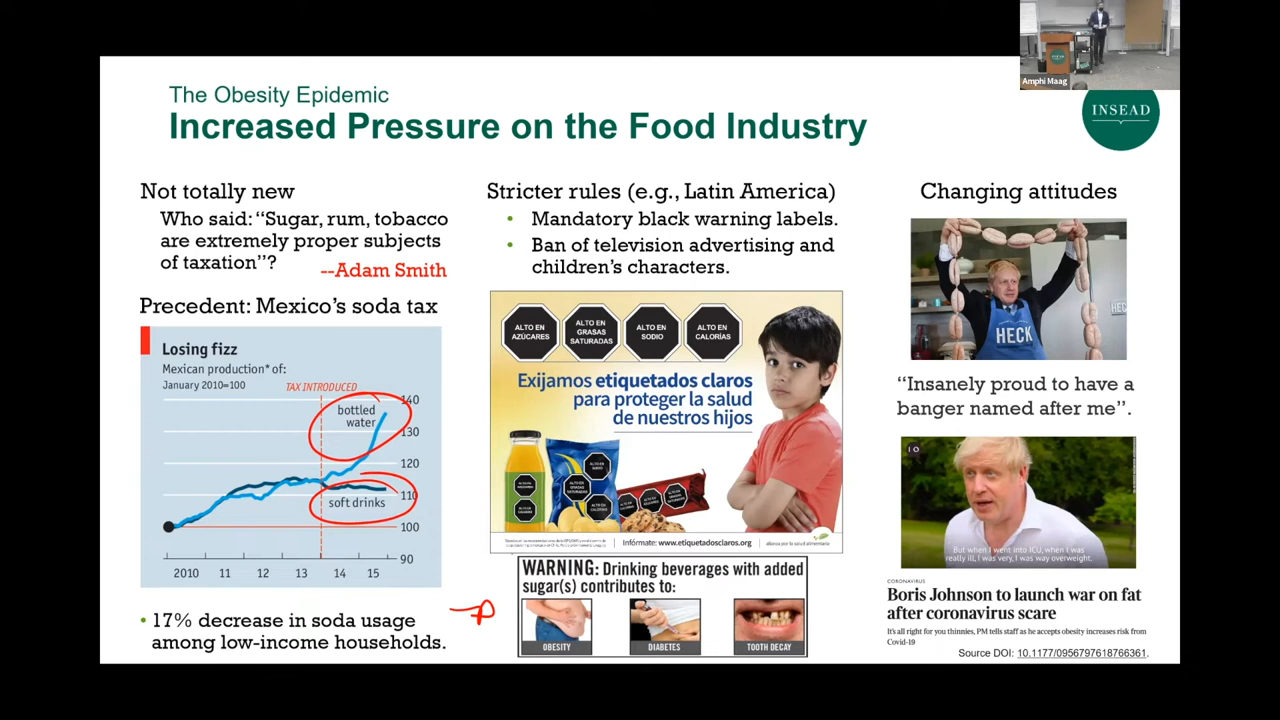 Amphi Maag
INSEAD
The Obesity Epidemic
Increased Pressure on the Food Industry
Not totally new
Who said: “Sugar, rum, tobacco
are extremely proper subjects
of taxation”?
--Adam Smith
Precedent: Mexico’s soda tax
Losing fizz
Mexican production* of:
January 2010=100
TAX INTRODUCED
140
bottled
water
130
120
110
soft drinks
100
90
2010 11 12 13 14 15
• 17% decrease in soda usage
among low-income households.
Stricter rules (e.g., Latin America)
• Mandatory black warning labels.
• Ban of television advertising and
children’s characters.
ALTO EN
AZÚCARES
ALTO EN
GRASAS
SATURADAS
ALTO EN
SODIO
ALTO EN
CALORÍAS
Exijamos etiquetados claros
para proteger la salud
de nuestros hijos
Infórmate: www.etiquetadosclaros.org
alianza por la salud alimentaria
WARNING: Drinking beverages with added
sugar(s) contributes to:
OBESITY
DIABETES
TOOTH DECAY
Changing attitudes
HECK
“Insanely proud to have a
banger named after me”.
But when I went into ICU, when I was
really ill, I was very, I was way overweight.
CORONAVIRUS
Boris Johnson to launch war on fat
after coronavirus scare
It's all right for you thinnies, PM tells staff as he accepts obesity increases risk from
Covid-19
Source DOI: 10.1177/0956797618766361.